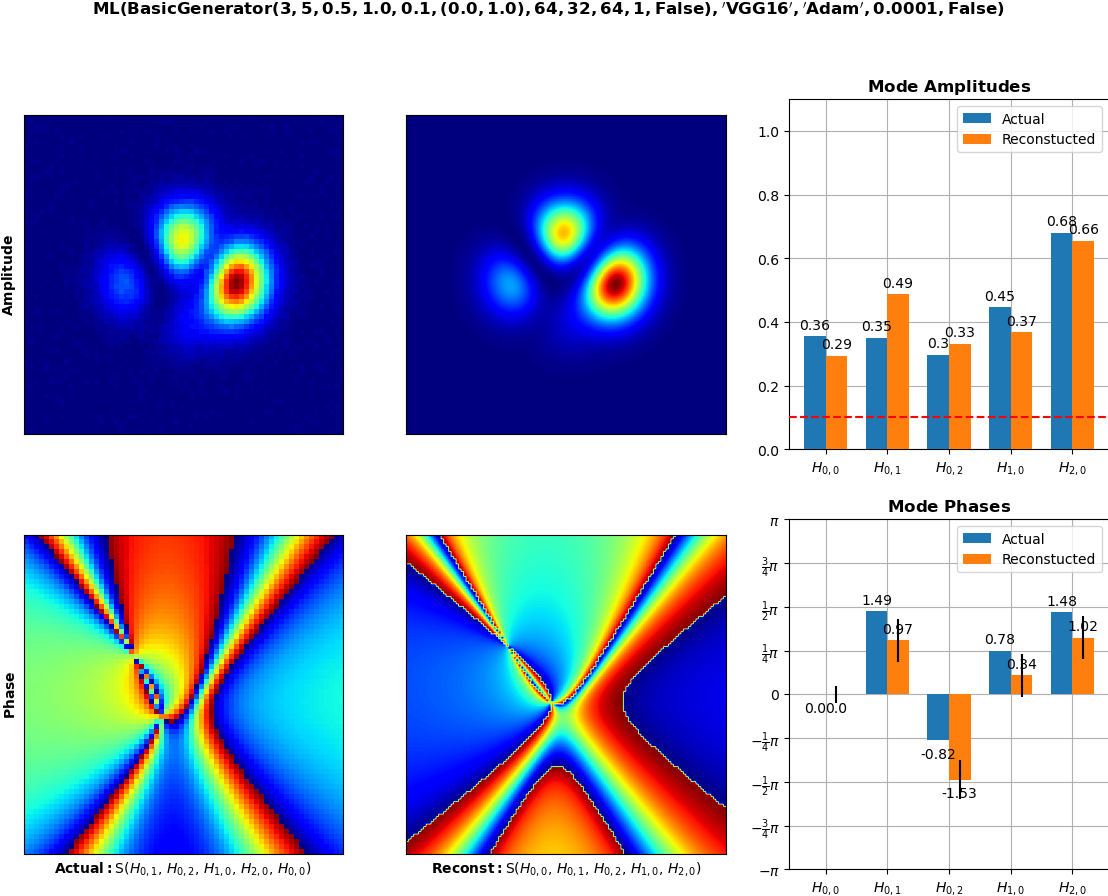 ML(BasicGenerator(3, 5, 0.5, 1.0, 0.1, (0.0, 1.0), 64, 32, 64, 1, False), 'VGG16', 'Adam', 0.0001, False)
Amplitude
Mode Amplitudes
Actual
Reconstucted
1.0
0.8
0.6
0.4
0.2
0.0
0.36
0.29
0.35
0.49
0.3
0.33
0.45
0.37
0.68
0.66
H0,0
H0,1
H0,2
H1,0
H2,0
Phase
Actual: S(H0,1, H0,2, H1,0, H2,0, H0,0)
Reconst: S(H0,0, H0,1, H0,2, H1,0, H2,0)
Mode Phases
Actual
Reconstucted
π
3/4π
1/2π
1/4π
0
−1/4π
−1/2π
−3/4π
−π
0.0
0.0
1.49
0.97
-0.82
-1.53
0.78
0.34
1.48
1.02
H0,0
H0,1
H0,2
H1,0
H2,0